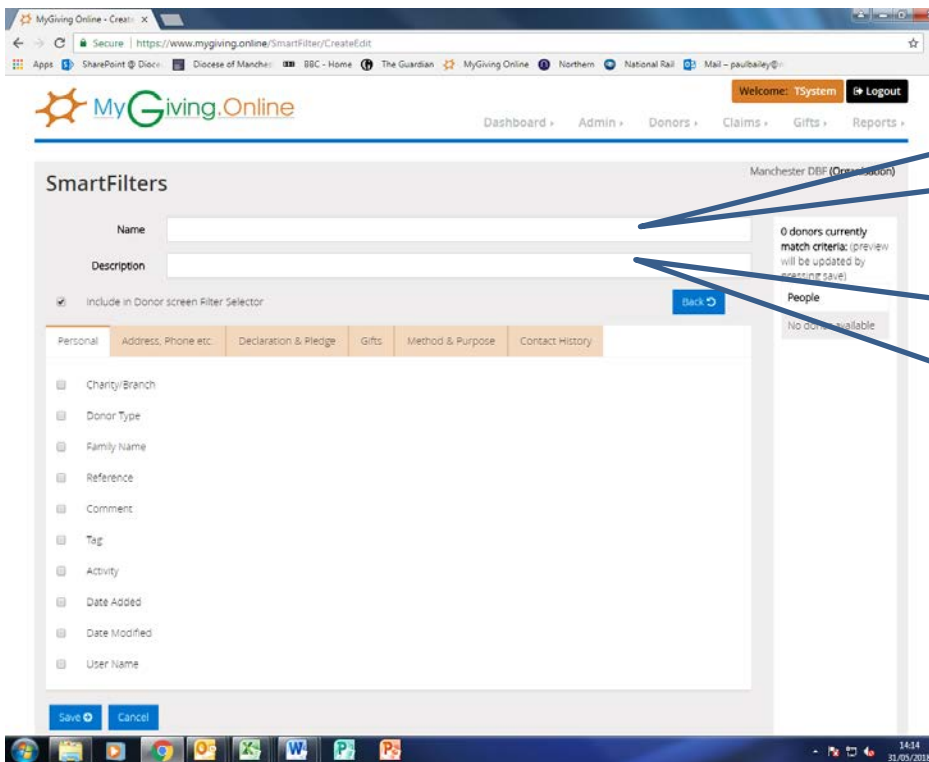 MyGiving Online - Creat
Secure | https://www.mygiving.online/SmartFilter/CreateEdit
Apps SharePoint @ Dioce Diocese of Manches BBC - Home The Guardian MyGiving Online Northern National Rail Mail – paulbailey@
MyGiving.Online
Welcome: TSystem Logout
Dashboard Admin Donors Claims Gifts Reports
Manchester DBF (Organisation)
SmartFilters
Name
Description
Include in Donor screen Filter Selector
Back
0 donors currently
match criteria: (preview
will be updated by
pressing save)
People
No donor available
Personal Address, Phone etc. Declaration & Pledge Gifts Method & Purpose Contact History
Charity/Branch
Donor Type
Family Name
Reference
Comment
Tag
Activity
Date Added
Date Modified
User Name
Save Cancel
14:14
31/05/2018